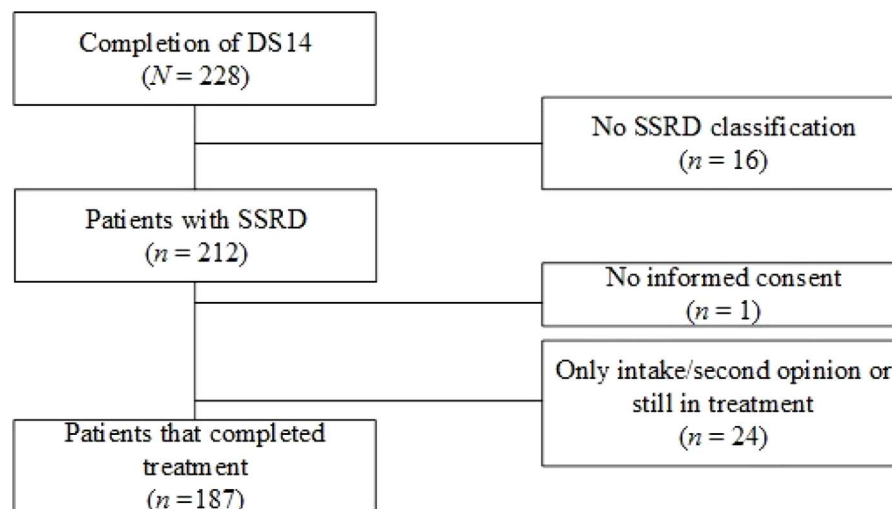 Completion of DS14
(N = 228)
No SSRD classification
(n = 16)
Patients with SSRD
(n = 212)
No informed consent
(n = 1)
Only intake/second opinion or
still in treatment
(n = 24)
Patients that completed
treatment
(n =187)